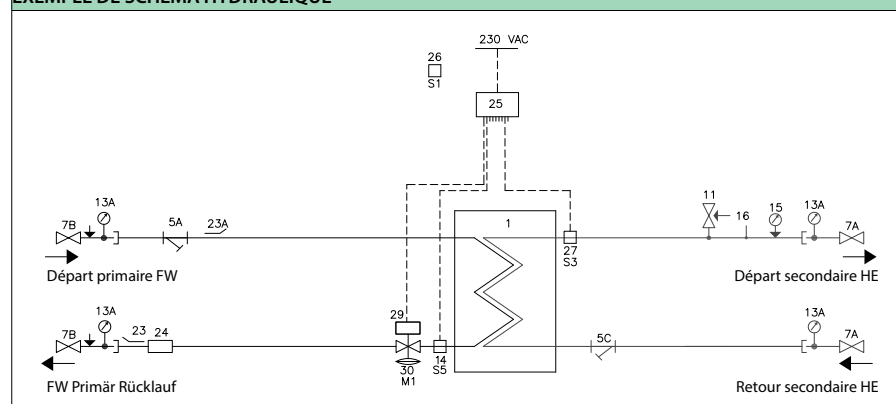 EXEMPLE DE SCHÉMA HYDRAULIQUE
230 VAC
26
S1
25
13A
7B
5A
23A
Départ primaire FW
1
27
S3
11
16
15
13A
7A
Départ secondaire HE
13A
7B
23
24
FW Primär Rücklauf
29
30
M1
14
S5
5C
13A
7A
Retour secondaire HE